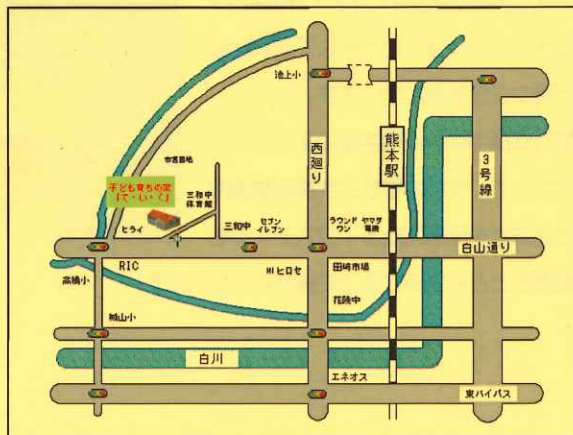 池上小
西廻り
熊本駅
3号線
市営団地
子ども育ちの家
「て・い・く」
三和中
体育館
ヒライ
三和中
セブン
イレブン
ラウンド
ワン
ヤマダ
電機
白山通り
RIC
HIヒロセ
田崎市場
高橋小
花陵中
城山小
白川
エネオス
東バイパス